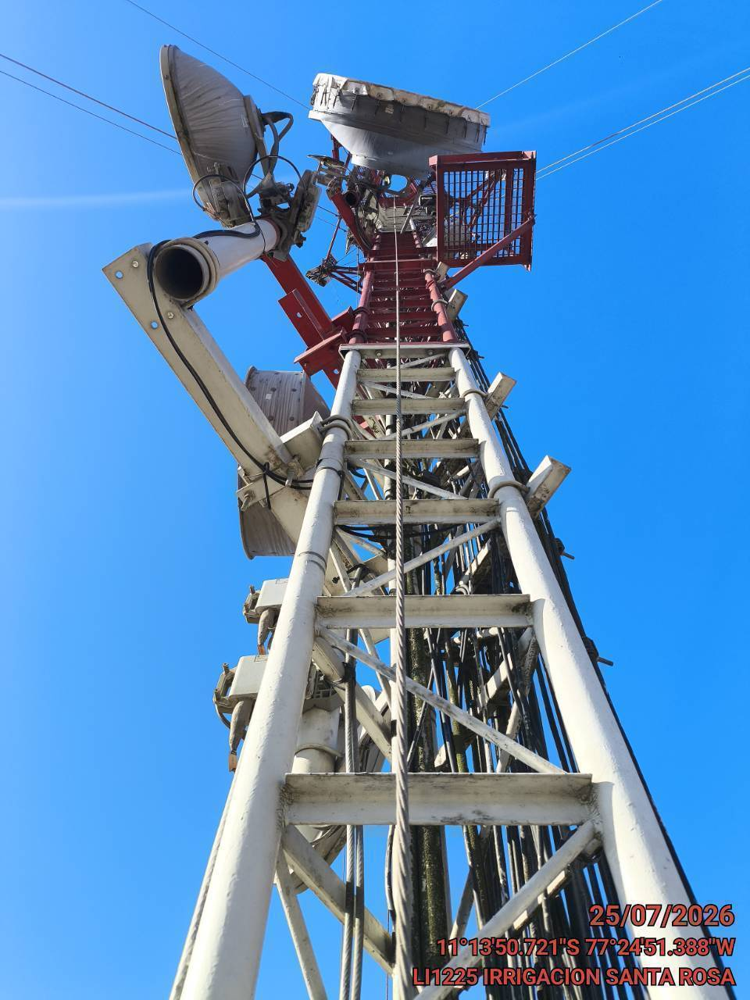 25/07/2026
11°13'50.721"S 77°24'51.388"W
LI1225 IRRIGACION SANTA ROSA